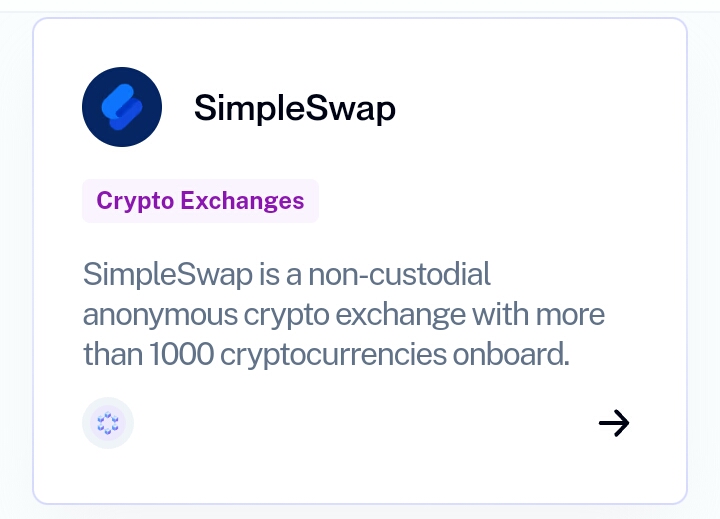 SimpleSwap
Crypto Exchanges
SimpleSwap is a non-custodial
anonymous crypto exchange with more
than 1000 cryptocurrencies onboard.